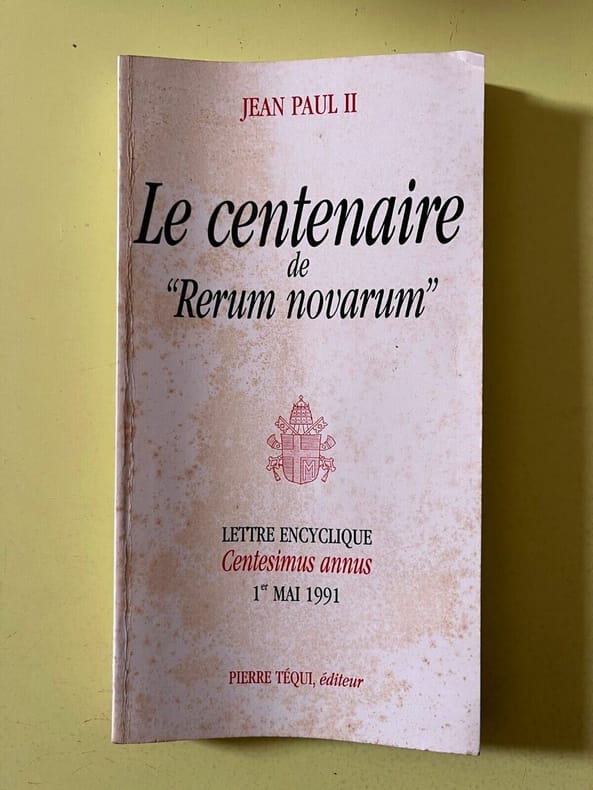 JEAN PAUL II
Le centenaire
de
“Rerum novarum”
M
LETTRE ENCYCLIQUE
Centesimus annus
1er MAI 1991
PIERRE TÉQUI, éditeur